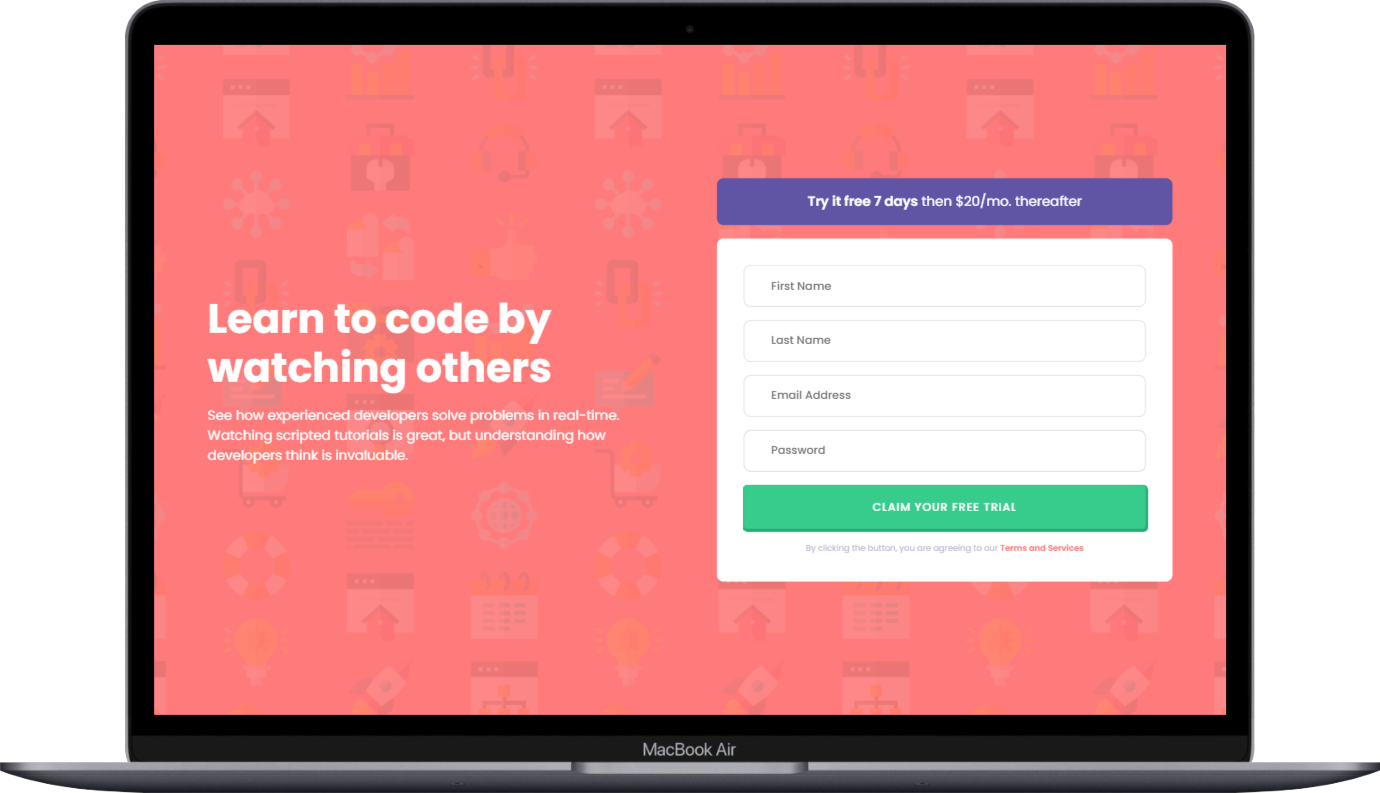 Learn to code by
watching others
See how experienced developers solve problems in real-time.
Watching scripted tutorials is great, but understanding how
developers think is invaluable.
Try it free 7 days then $20/mo. thereafter
First Name
Last Name
Email Address
Password
CLAIM YOUR FREE TRIAL
By clicking the button, you are agreeing to our Terms and Services
MacBook Air